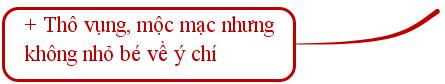 + Thô vụng, mộc mạc nhưng
không nhỏ bé về ý chí